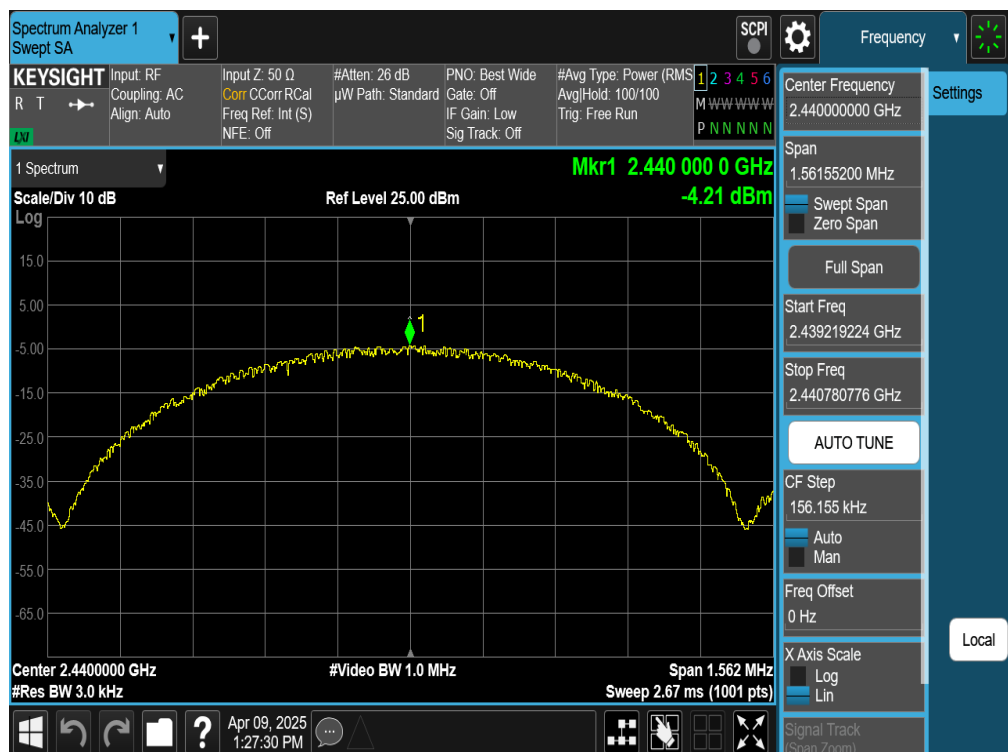 Spectrum Analyzer 1
Swept SA
+
SCPI
Frequency
KEYSIGHT
R T
LXI
Input: RF
Coupling: AC
Align: Auto
Input Z: 50 Ω
Corr CCorr RCal
Freq Ref: Int (S)
NFE: Off
#Atten: 26 dB
µW Path: Standard
PNO: Best Wide
Gate: Off
IF Gain: Low
Sig Track: Off
#Avg Type: Power (RMS
Avg|Hold: 100/100
Trig: Free Run
1 2 3 4 5 6
M W W W W W
P N N N N N
1 Spectrum
Mkr1 2.440 000 0 GHz
-4.21 dBm
Scale/Div 10 dB
Ref Level 25.00 dBm
Log
15.0
5.00
-5.00
-15.0
-25.0
-35.0
-45.0
-55.0
-65.0
1
Center 2.4400000 GHz
#Res BW 3.0 kHz
#Video BW 1.0 MHz
Span 1.562 MHz
Sweep 2.67 ms (1001 pts)
Center Frequency
2.440000000 GHz
Span
1.56155200 MHz
Swept Span
Zero Span
Full Span
Start Freq
2.439219224 GHz
Stop Freq
2.440780776 GHz
AUTO TUNE
CF Step
156.155 kHz
Auto
Man
Freq Offset
0 Hz
X Axis Scale
Log
Lin
Signal Track
(Span Zoom)
Settings
Local
?
Apr 09, 2025
1:27:30 PM